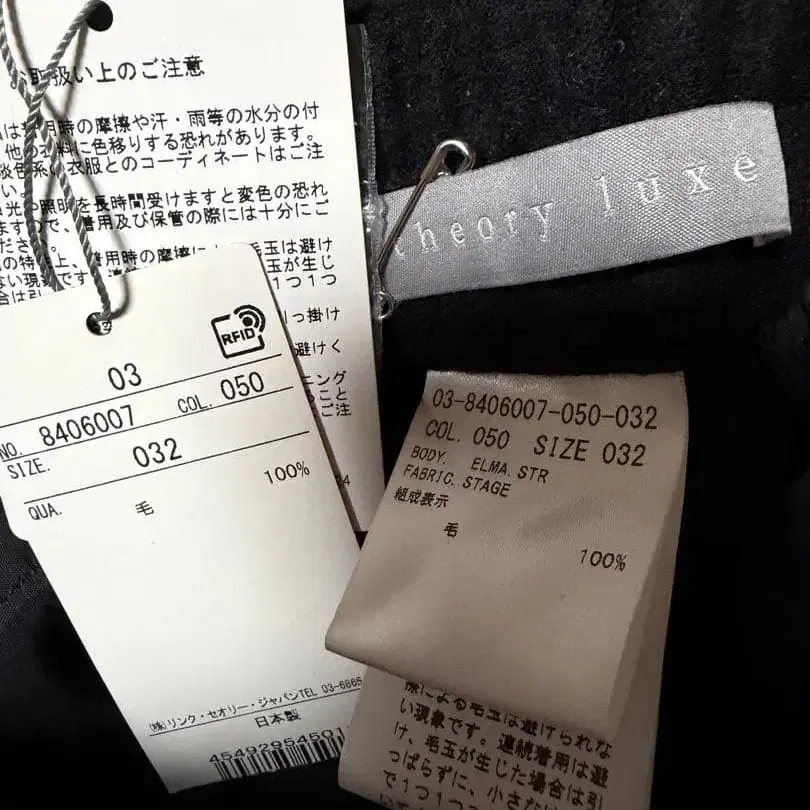 お取扱い上のご注意
時の摩擦や汗・雨等の水分の付
他の衣料に色移りする恐れがあります。
淡色系の衣服とのコーディネートはご注
い。
光や照明を長時間受けますと変色の恐れ
ますので、着用及び保管の際には十分にご
ださい。
の特性上、着用時の摩擦による毛玉は避け
ない現象です。連続
玉が生じ
1つ1つ
っ掛け
避けく
ニング
こと
ご注
24
theory luxe
RFID
03
NO. 8406007 COL. 050
SIZE. 032
QUA. 毛 100%
(株)リンク・セオリー・ジャパンTEL 03-6865
日本製
4549295450
03-8406007-050-032
COL. 050 SIZE 032
BODY. ELMA.STR
FABRIC.STAGE
組成表示
毛
100%
擦による毛玉は避けられな
い現象です。連続着用は避
け、毛玉が生じた場合は引
っぱらずに、小さな
で1つ1つ